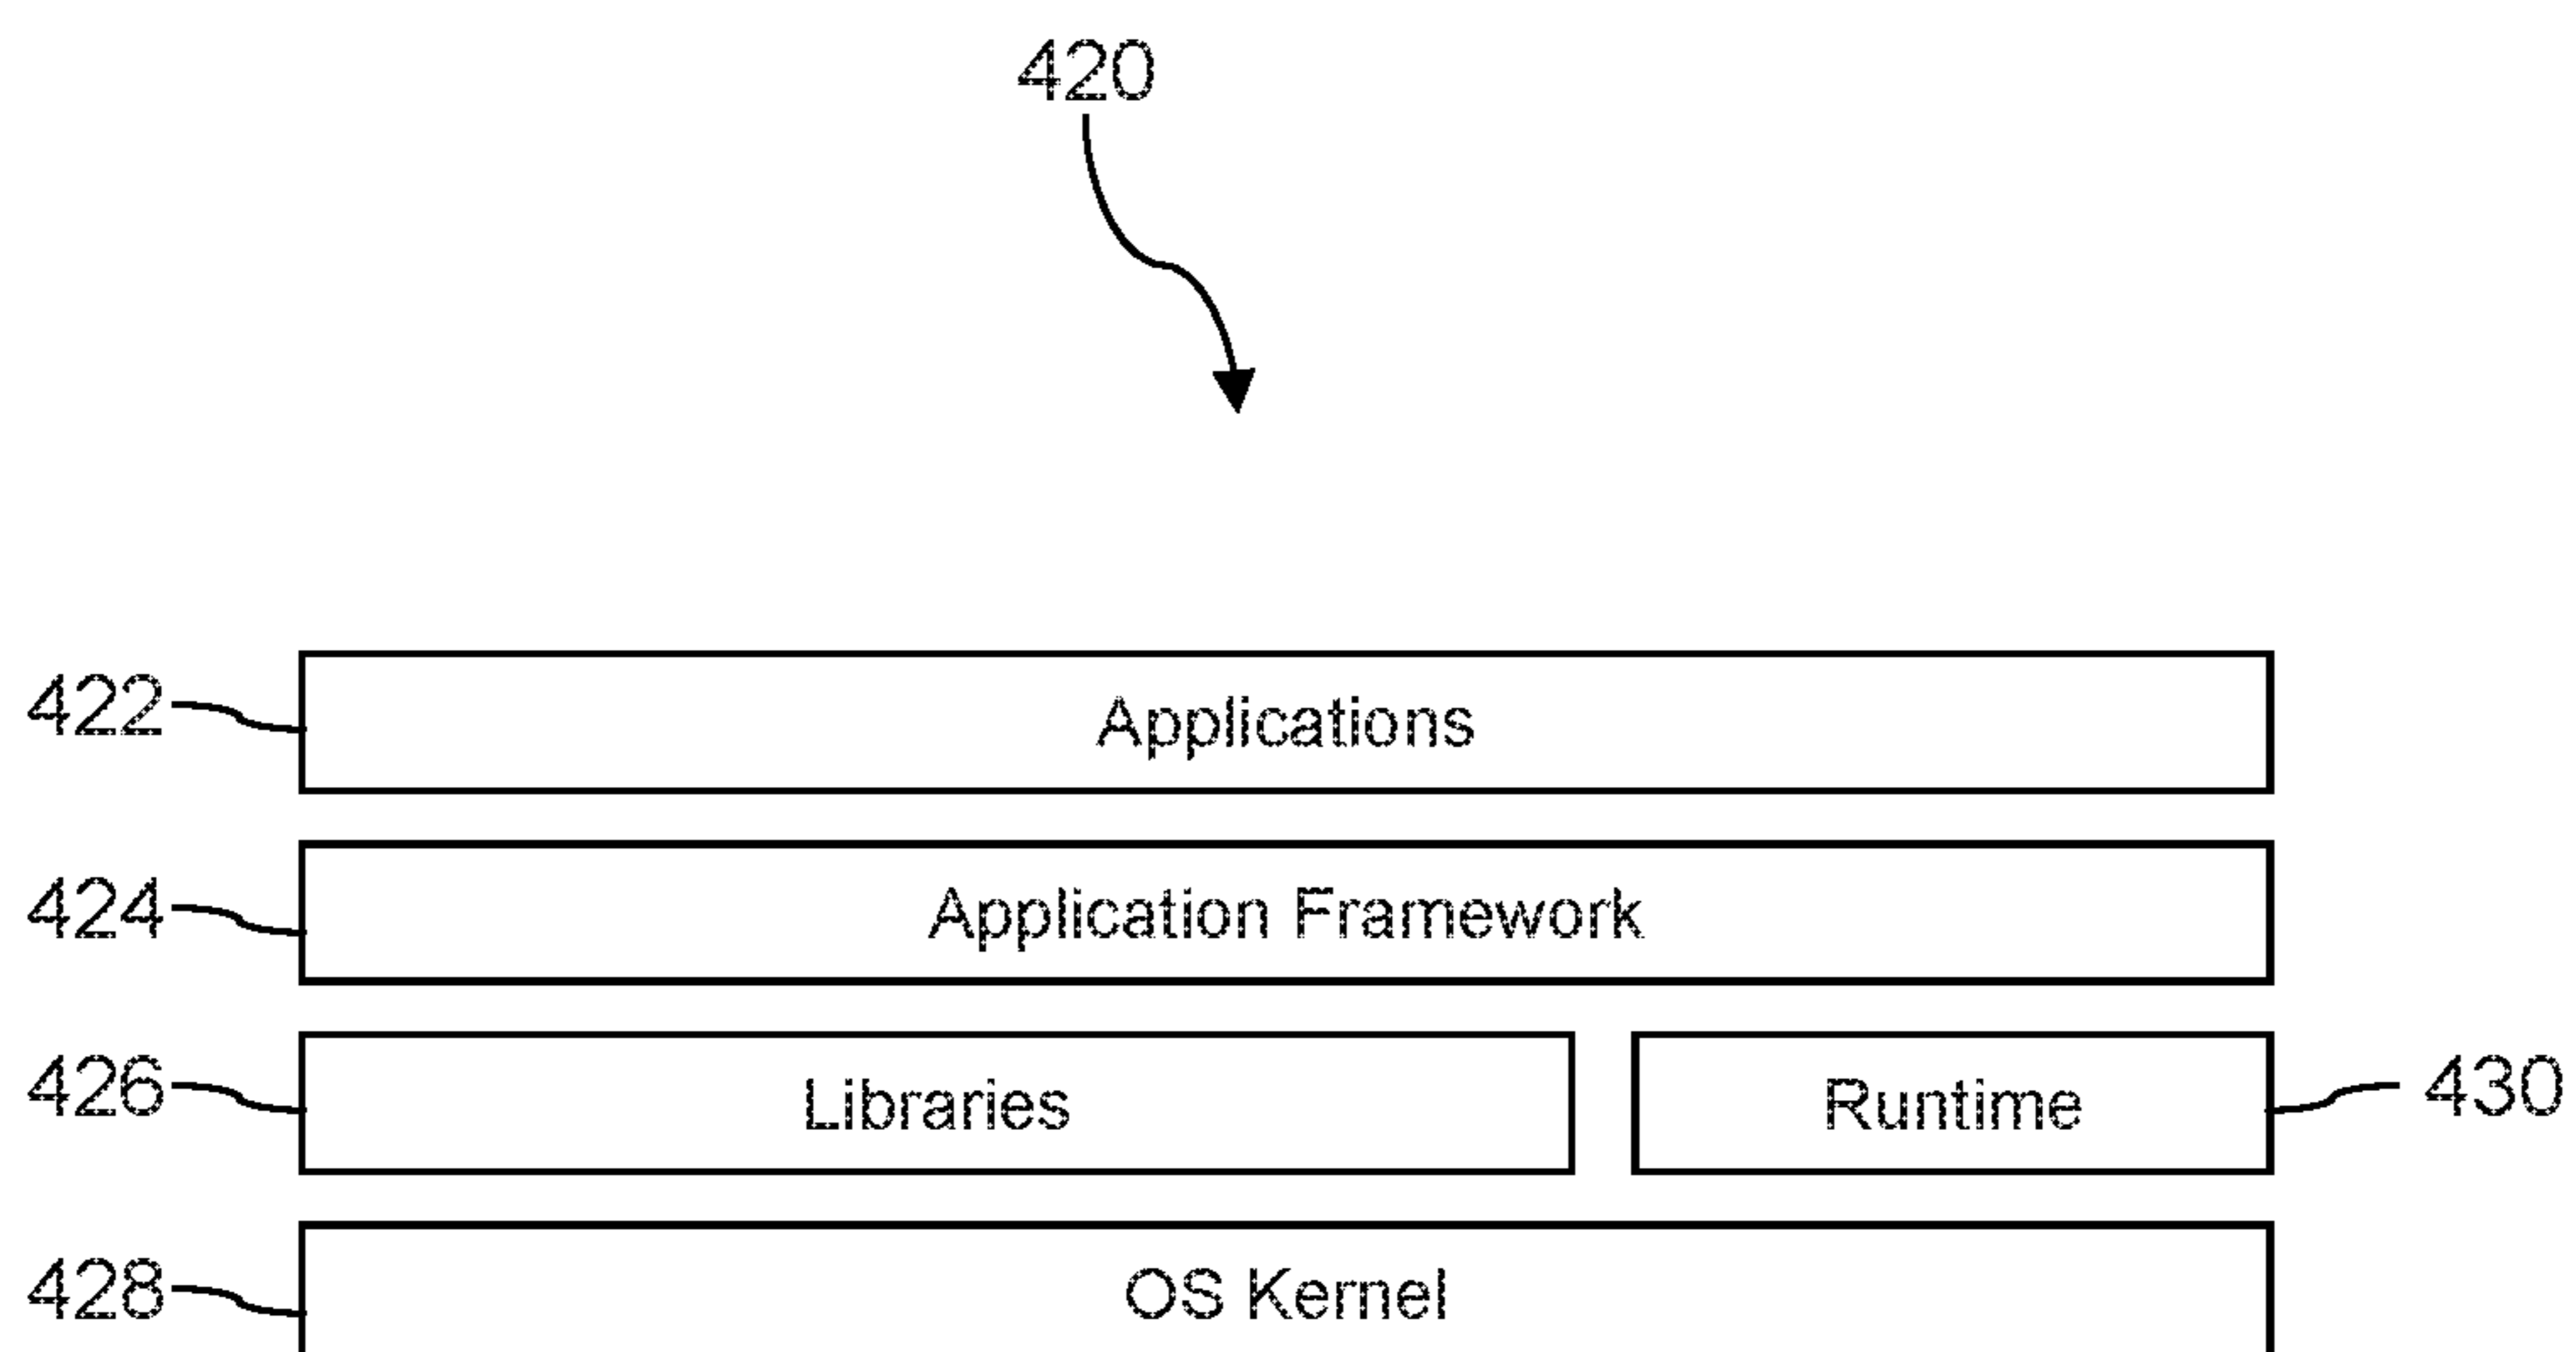 420
422 Applications
424 Application Framework
426 Libraries Runtime 430
428 OS Kernel